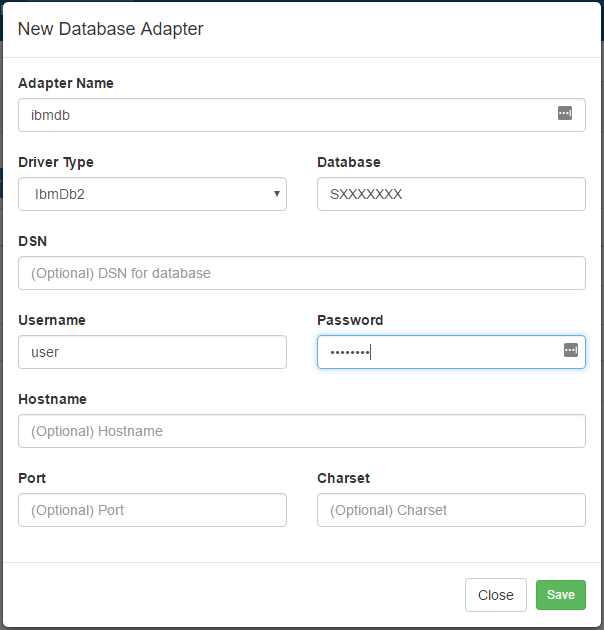 New Database Adapter
Adapter Name
ibmdb
Driver Type
Database
IbmDb2
SXXXXXXX
DSN
(Optional) DSN for database
Username
Password
user
••••••••
Hostname
(Optional) Hostname
Port
Charset
(Optional) Port
(Optional) Charset
Close
Save